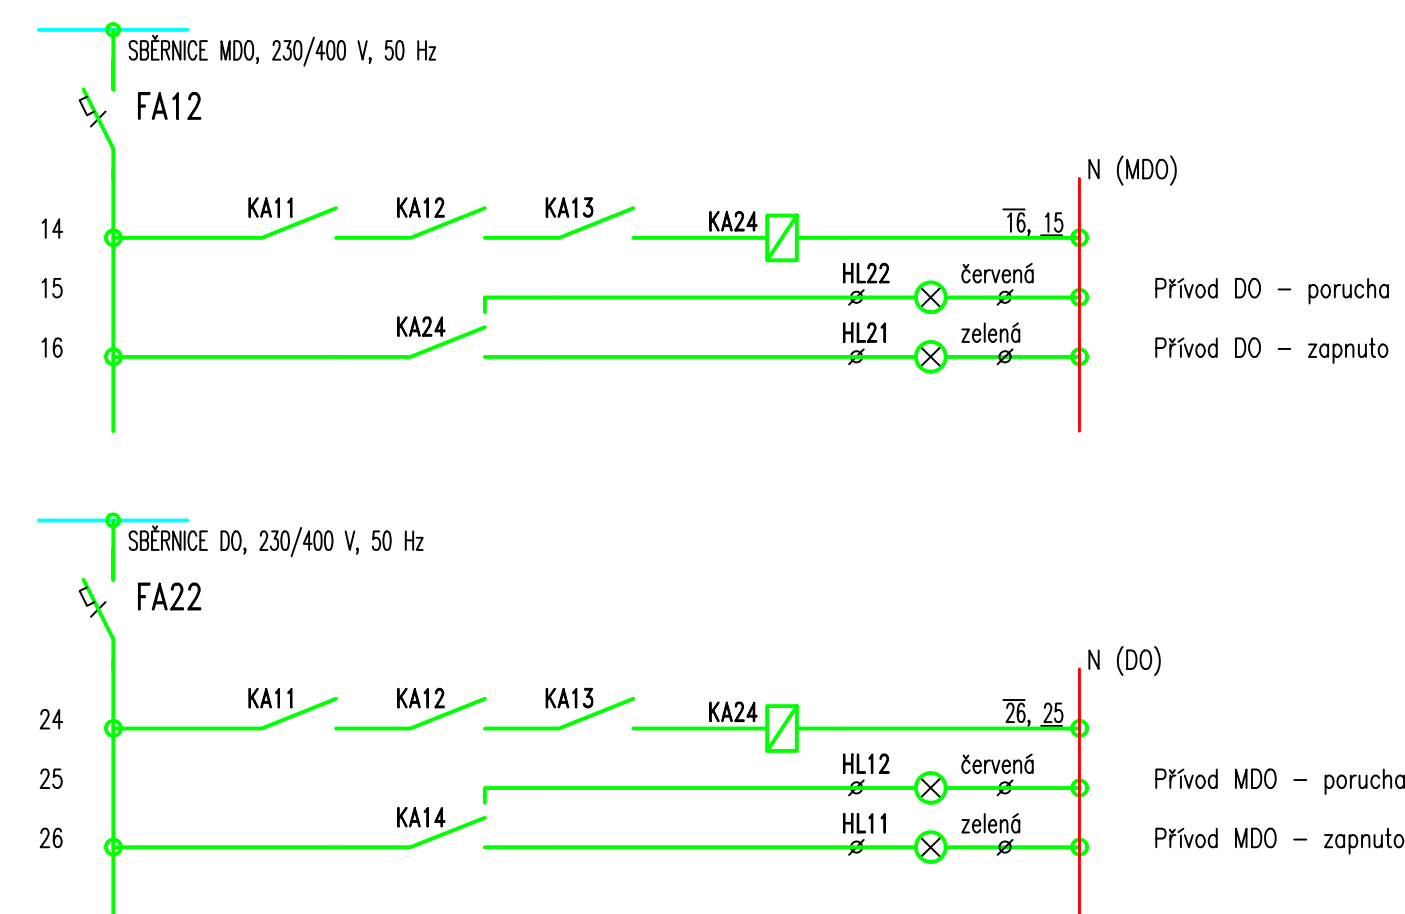 SBĚRNICE MDO, 230/400 V, 50 Hz
FA12
N (MDO)
14 KA11 KA12 KA13 KA24 16, 15
15 HL22 červená Přívod DO – porucha
16 KA24 HL21 zelená Přívod DO – zapnuto
SBĚRNICE DO, 230/400 V, 50 Hz
FA22
N (DO)
24 KA11 KA12 KA13 KA24 26, 25
25 HL12 červená Přívod MDO – porucha
26 KA14 HL11 zelená Přívod MDO – zapnuto